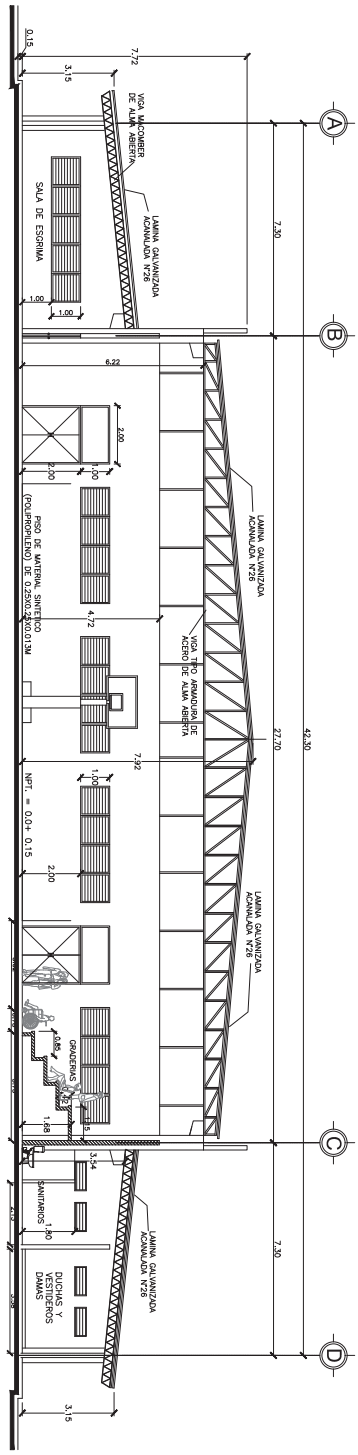 A
B
C
D
42.30
7.30
27.70
7.30
7.72
3.15
0.15
VIGA MACOMBER
DE ALMA ABIERTA
LAMINA GALVANIZADA
ACANALADA N°26
SALA DE ESGRIMA
1.00
1.00
6.22
LAMINA GALVANIZADA
ACANALADA N°26
VIGA TIPO ARMADURA DE
ACERO DE ALMA ABIERTA
LAMINA GALVANIZADA
ACANALADA N°26
2.00
2.00
1.00
PISO DE MATERIAL SINTETICO
(POLIPROPILENO) DE 0.25X0.25X0.013M
4.72
7.92
1.00
NPT. = 0.0+ 0.15
2.00
GRADERIAS
0.85
1.15
1.68
3.54
LAMINA GALVANIZADA
ACANALADA N°26
SANITARIOS
1.80
DUCHAS Y
VESTIDEROS
DAMAS
3.15